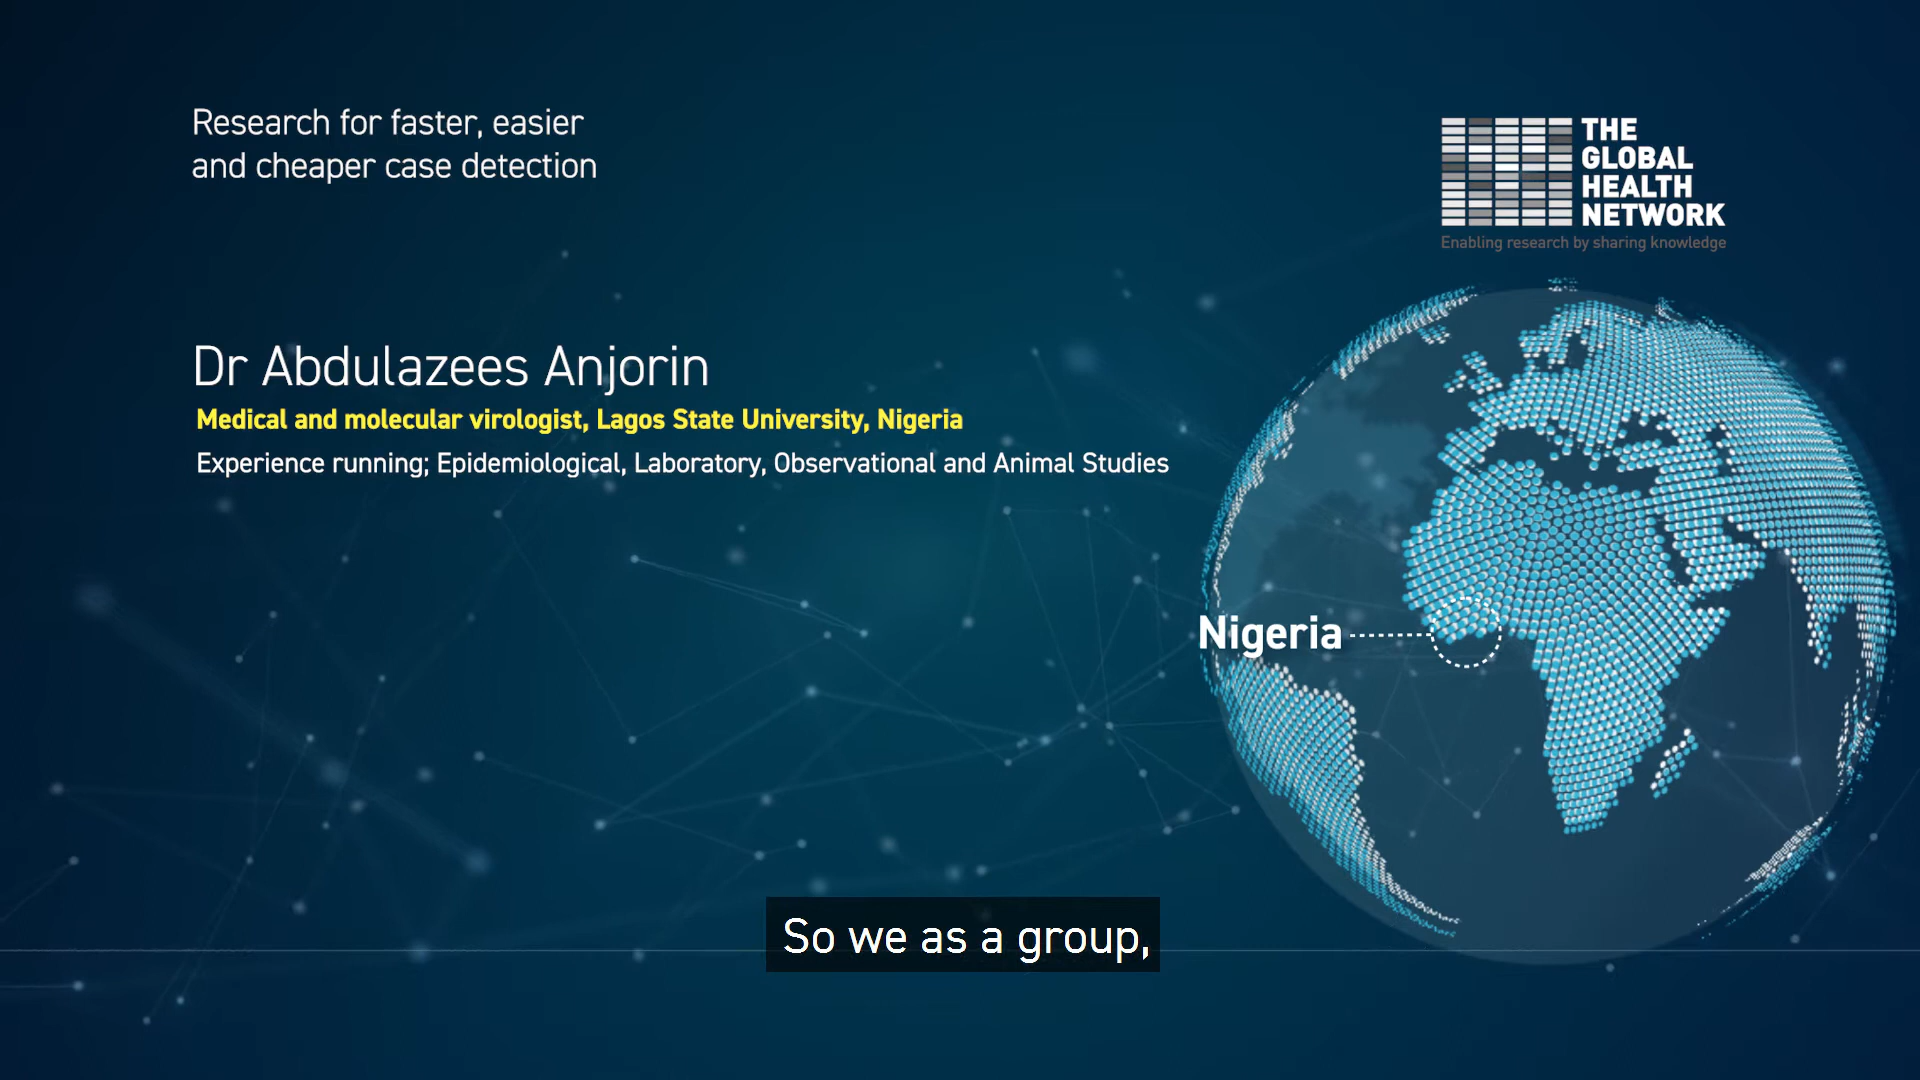 Research for faster, easier
and cheaper case detection
THE
GLOBAL
HEALTH
NETWORK
Enabling research by sharing knowledge
Dr Abdulazees Anjorin
Medical and molecular virologist, Lagos State University, Nigeria
Experience running; Epidemiological, Laboratory, Observational and Animal Studies
Nigeria
So we as a group,